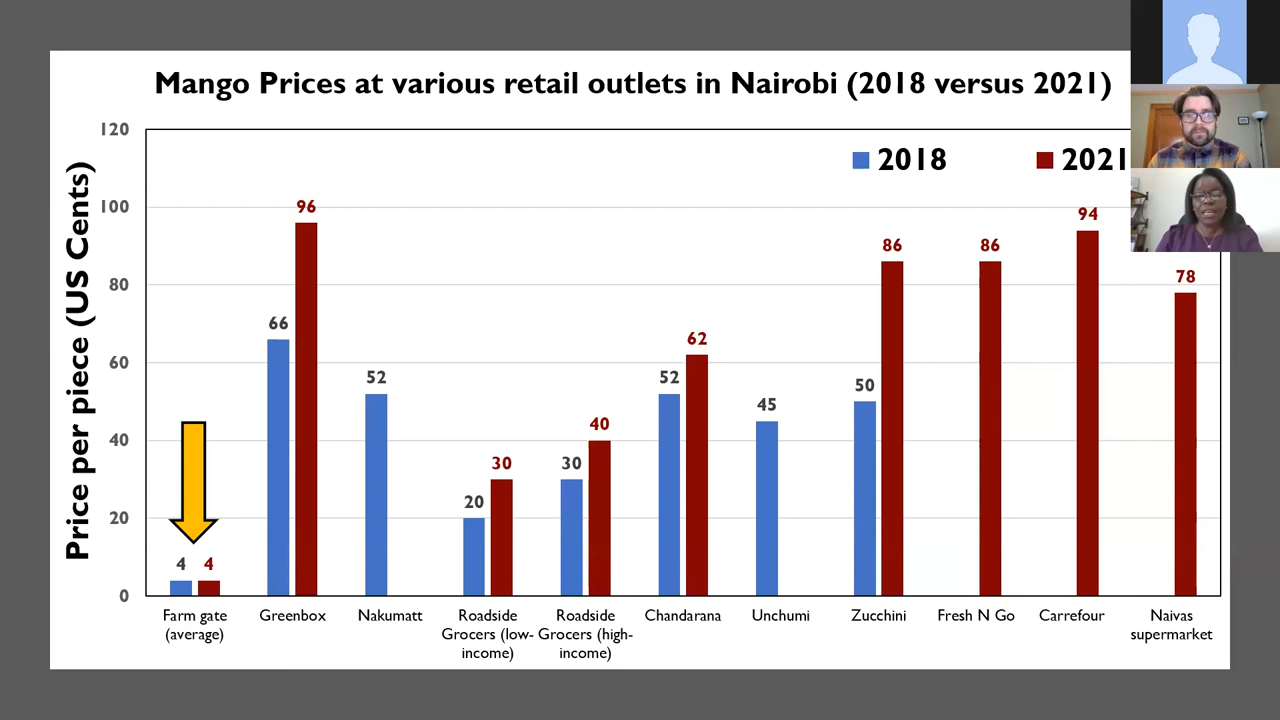 Mango Prices at various retail outlets in Nairobi (2018 versus 2021)
Price per piece (US Cents)
120
100
80
60
40
20
0
2018
2021
4
4
66
96
52
20
30
30
40
52
62
45
50
86
86
94
78
Farm gate
(average)
Greenbox
Nakumatt
Roadside
Grocers (low-
income)
Roadside
Grocers (high-
income)
Chandarana
Unchumi
Zucchini
Fresh N Go
Carrefour
Naivas
supermarket